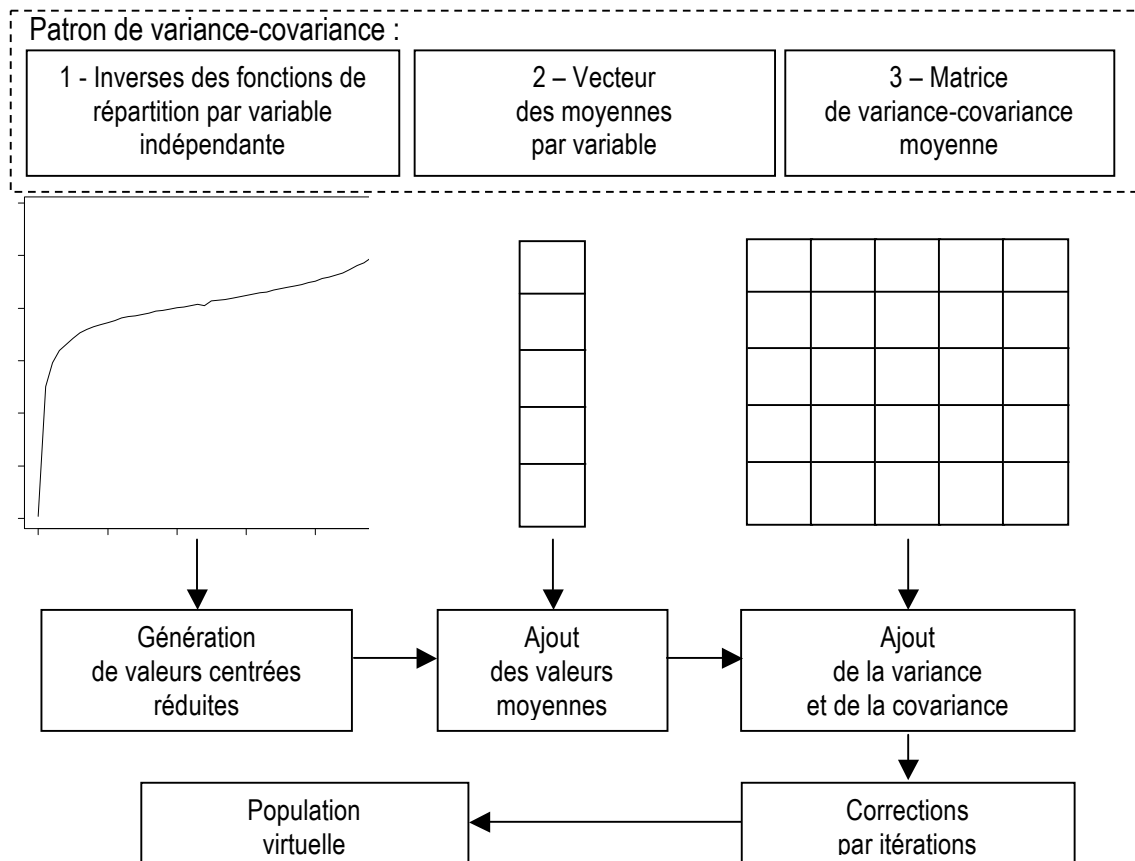 Patron de variance-covariance :
1 - Inverses des fonctions de
répartition par variable
indépendante
2 – Vecteur
des moyennes
par variable
3 – Matrice
de variance-covariance
moyenne
Génération
de valeurs centrées
réduites
Ajout
des valeurs
moyennes
Ajout
de la variance
et de la covariance
Population
virtuelle
Corrections
par itérations